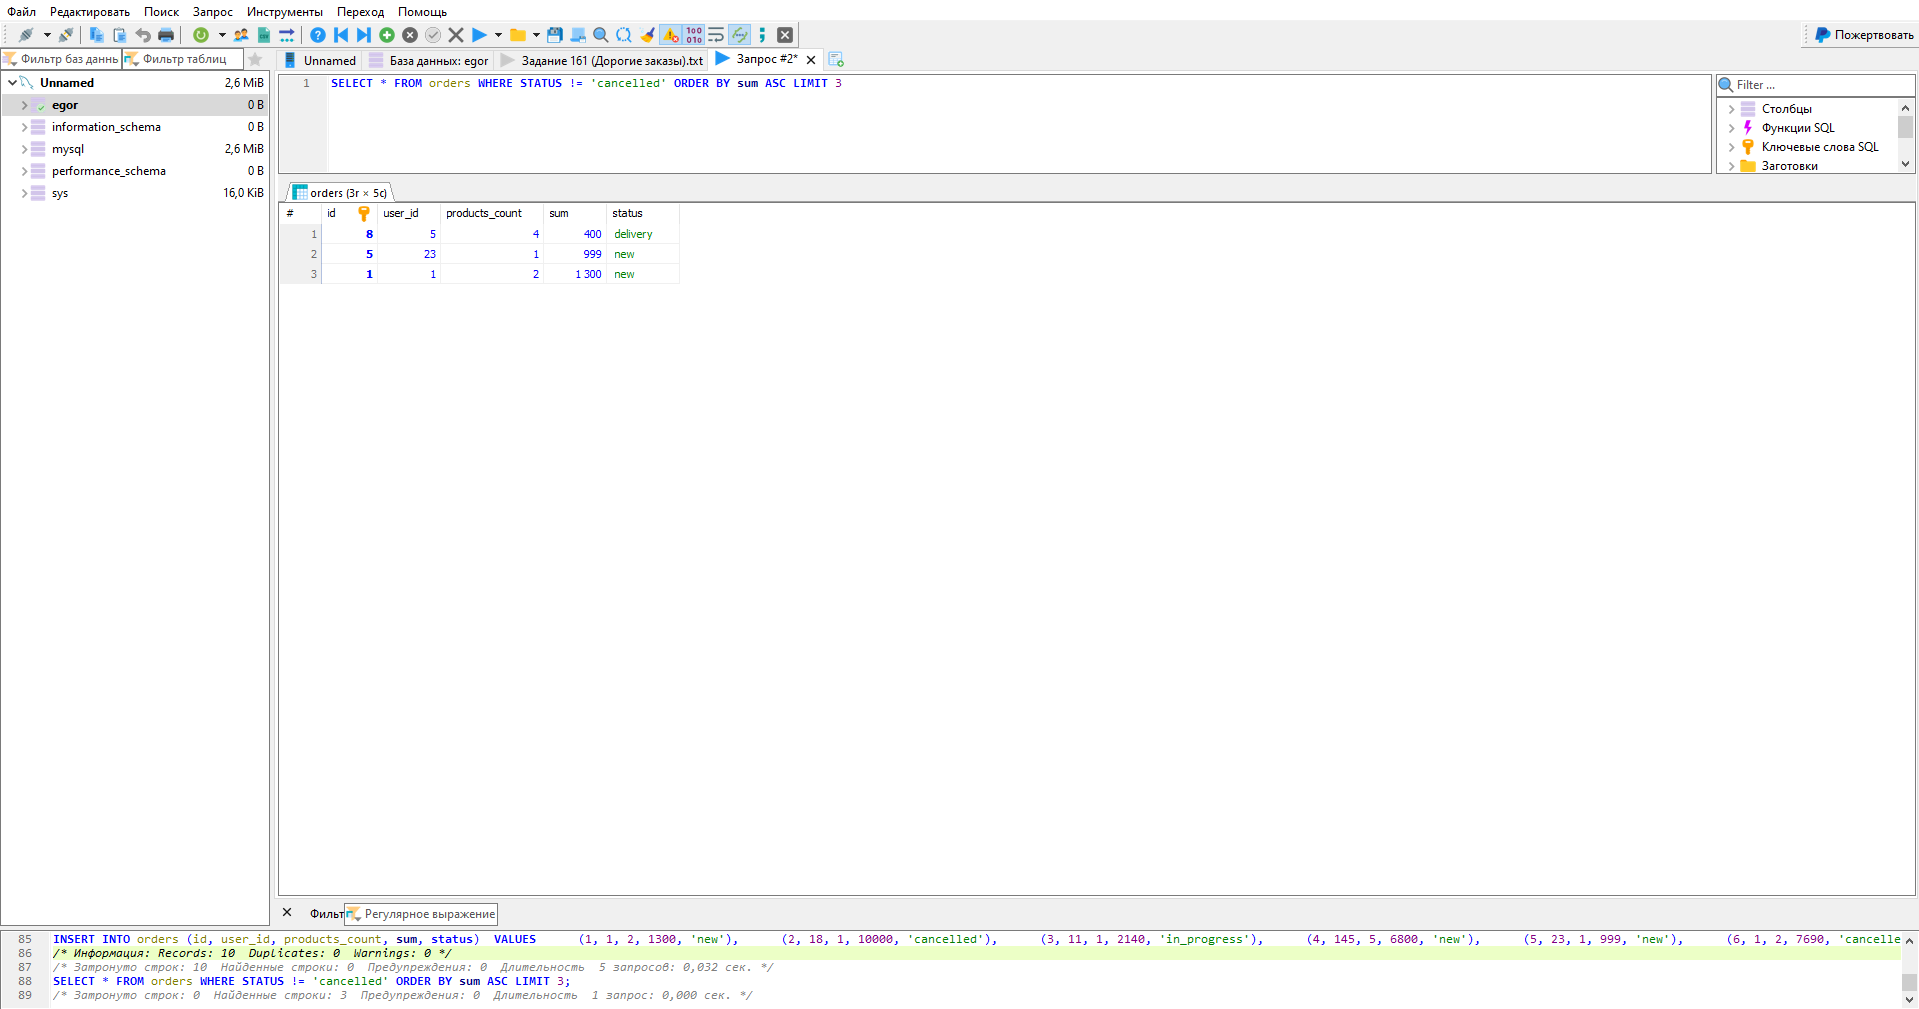 Файл Редактировать Поиск Запрос Инструменты Переход Помощь
Пожертвовать
Фильтр баз данны Фильтр таблиц
Unnamed База данных: egor Задание 161 (Дорогие заказы).txt Запрос #2*
Unnamed 2,6 MiB
egor 0 B
information_schema 0 B
mysql 2,6 MiB
performance_schema 0 B
sys 16,0 KiB
1 SELECT * FROM orders WHERE STATUS != 'cancelled' ORDER BY sum ASC LIMIT 3
Filter ...
Столбцы
Функции SQL
Ключевые слова SQL
Заготовки
orders (3r × 5c)
# id user_id products_count sum status
1 8 5 4 400 delivery
2 5 23 1 999 new
3 1 1 2 1 300 new
Фильт Регулярное выражение
85 INSERT INTO orders (id, user_id, products_count, sum, status) VALUES (1, 1, 2, 1300, 'new'), (2, 18, 1, 10000, 'cancelled'), (3, 11, 1, 2140, 'in_progress'), (4, 145, 5, 6800, 'new'), (5, 23, 1, 999, 'new'), (6, 1, 2, 7690, 'cancelle
86 /* Информация: Records: 10 Duplicates: 0 Warnings: 0 */
87 /* Затронуто строк: 10 Найденные строки: 0 Предупреждения: 0 Длительность 5 запросов: 0,032 сек. */
88 SELECT * FROM orders WHERE STATUS != 'cancelled' ORDER BY sum ASC LIMIT 3;
89 /* Затронуто строк: 0 Найденные строки: 3 Предупреждения: 0 Длительность 1 запрос: 0,000 сек. */